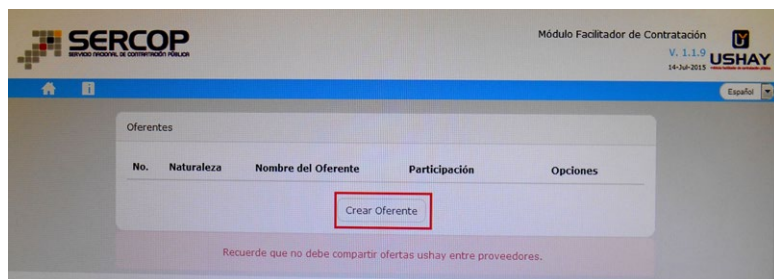 SERCOP
SERVICIO NACIONAL DE CONTRATACIÓN PÚBLICA
Módulo Facilitador de Contratación
V. 1.1.9
14-Jul-2015
USHAY
Español
Oferentes
No. Naturaleza Nombre del Oferente Participación Opciones
Crear Oferente
Recuerde que no debe compartir ofertas ushay entre proveedores.